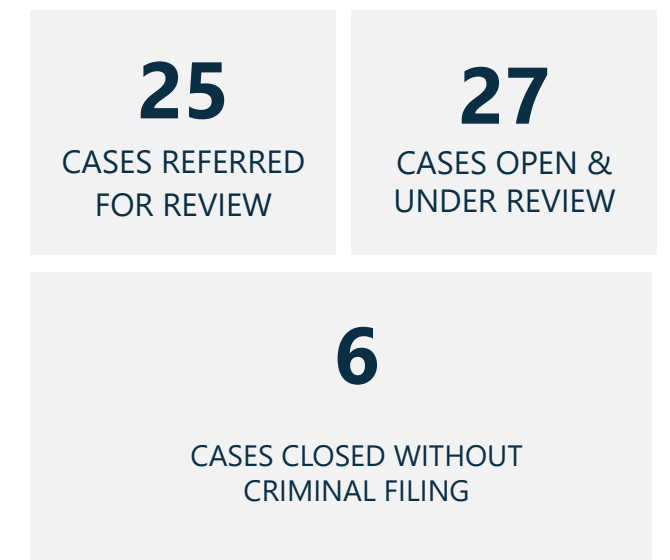 25
CASES REFERRED
FOR REVIEW
27
CASES OPEN &
UNDER REVIEW
6
CASES CLOSED WITHOUT
CRIMINAL FILING